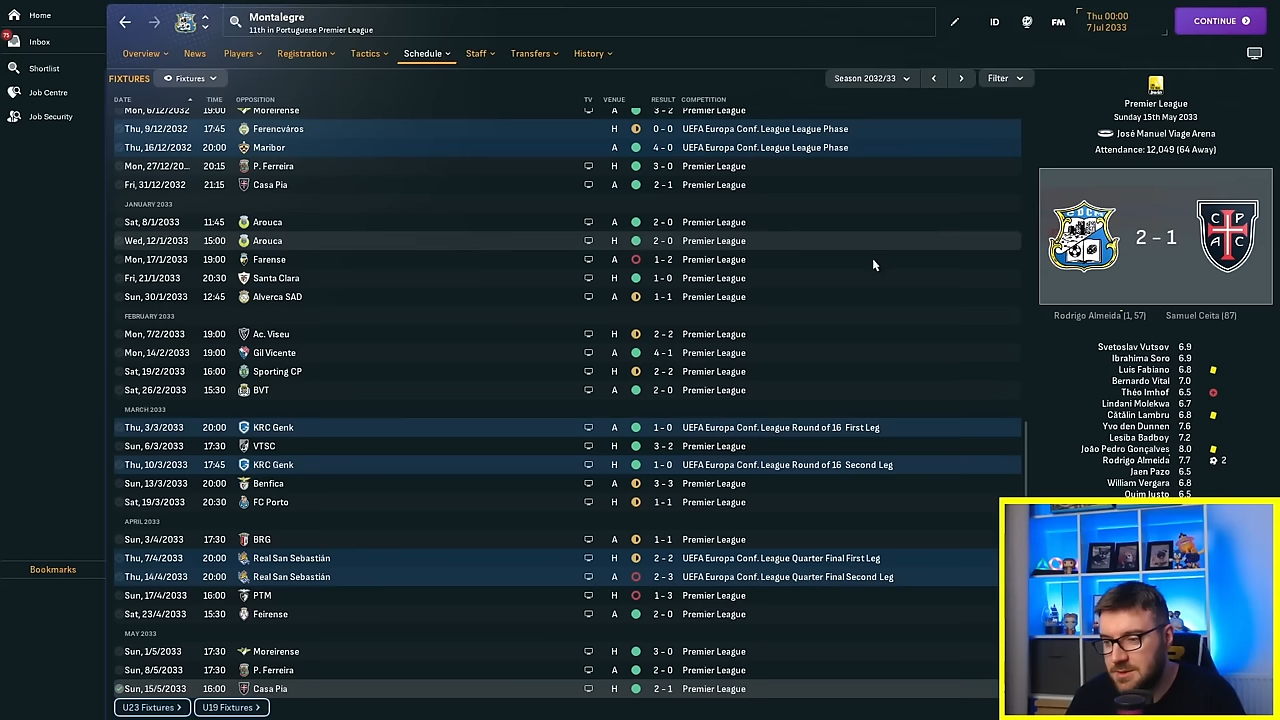 Home
75
Inbox
Shortlist
Job Centre
Job Security
Bookmarks
Montalegre
11th in Portuguese Premier League
ID
FM
Thu 00:00
7 Jul 2033
CONTINUE
Overview
News
Players
Registration
Tactics
Schedule
Staff
Transfers
History
FIXTURES
Fixtures
Season 2032/33
Filter
DATE TIME OPPOSITION TV VENUE RESULT COMPETITION
Mon, 6/12/2032 19:00 Moreirense A 3 - 2 Premier League
Thu, 9/12/2032 17:45 Ferencváros H 0 - 0 UEFA Europa Conf. League League Phase
Thu, 16/12/2032 20:00 Maribor A 4 - 0 UEFA Europa Conf. League League Phase
Mon, 27/12/20... 20:15 P. Ferreira H 3 - 0 Premier League
Fri, 31/12/2032 21:15 Casa Pia A 2 - 1 Premier League
JANUARY 2033
Sat, 8/1/2033 11:45 Arouca A 2 - 0 Premier League
Wed, 12/1/2033 15:00 Arouca H 2 - 0 Premier League
Mon, 17/1/2033 19:00 Farense A 1 - 2 Premier League
Fri, 21/1/2033 20:30 Santa Clara H 1 - 0 Premier League
Sun, 30/1/2033 12:45 Alverca SAD A 1 - 1 Premier League
FEBRUARY 2033
Mon, 7/2/2033 19:00 Ac. Viseu H 2 - 2 Premier League
Mon, 14/2/2033 19:00 Gil Vicente A 4 - 1 Premier League
Sat, 19/2/2033 16:00 Sporting CP H 2 - 2 Premier League
Sat, 26/2/2033 15:30 BVT A 2 - 0 Premier League
MARCH 2033
Thu, 3/3/2033 20:00 KRC Genk A 1 - 0 UEFA Europa Conf. League Round of 16 First Leg
Sun, 6/3/2033 17:30 VTSC H 3 - 2 Premier League
Thu, 10/3/2033 17:45 KRC Genk H 1 - 0 UEFA Europa Conf. League Round of 16 Second Leg
Sun, 13/3/2033 20:00 Benfica A 3 - 3 Premier League
Sat, 19/3/2033 20:30 FC Porto H 1 - 1 Premier League
APRIL 2033
Sun, 3/4/2033 17:30 BRG A 1 - 1 Premier League
Thu, 7/4/2033 20:00 Real San Sebastián H 2 - 2 UEFA Europa Conf. League Quarter Final First Leg
Thu, 14/4/2033 20:00 Real San Sebastián A 2 - 3 UEFA Europa Conf. League Quarter Final Second Leg
Sun, 17/4/2033 16:00 PTM H 1 - 3 Premier League
Sat, 23/4/2033 15:30 Feirense A 2 - 0 Premier League
MAY 2033
Sun, 1/5/2033 17:30 Moreirense H 3 - 0 Premier League
Sun, 8/5/2033 17:30 P. Ferreira A 2 - 0 Premier League
Sun, 15/5/2033 16:00 Casa Pia H 2 - 1 Premier League
U23 Fixtures >
U19 Fixtures >
Premier League
Sunday 15th May 2033
José Manuel Viage Arena
Attendance: 12,049 (64 Away)
CDCM
2 - 1
C P
A C
Rodrigo Almeida (1, 57) Samuel Ceita (87)
Svetoslav Vutsov 6.9
Ibrahima Soro 6.9
Luis Fabiano 6.8
Bernardo Vital 7.0
Théo Imhof 6.5
Lindani Molekwa 6.7
Cătălin Lambru 6.8
Yvo den Dunnen 7.6
Lesiba Badboy 7.2
João Pedro Gonçalves 8.0
Rodrigo Almeida 7.7 2
Jaen Pazo 6.5
William Vergara 6.8
Quim Justo 6.5